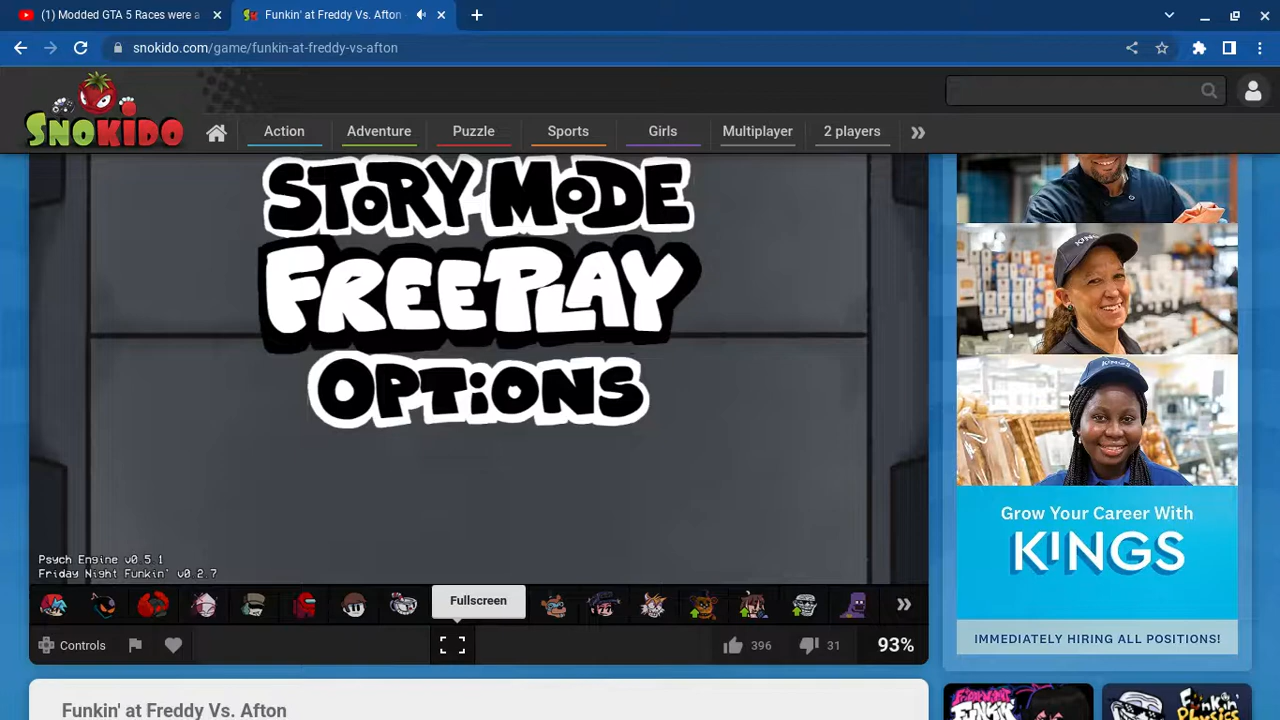 (1) Modded GTA 5 Races were a
Funkin' at Freddy Vs. Afton
snokido.com/game/funkin-at-freddy-vs-afton
SNOKIDO
Action
Adventure
Puzzle
Sports
Girls
Multiplayer
2 players
STORY MODE
FREEPLAY
OPTIONS
Psych Engine v0.5.1
Friday Night Funkin' v0.2.7
Fullscreen
Controls
396
31
93%
KINGS
KINGS
Grow Your Career With
KINGS
IMMEDIATELY HIRING ALL POSITIONS!
Funkin' at Freddy Vs. Afton